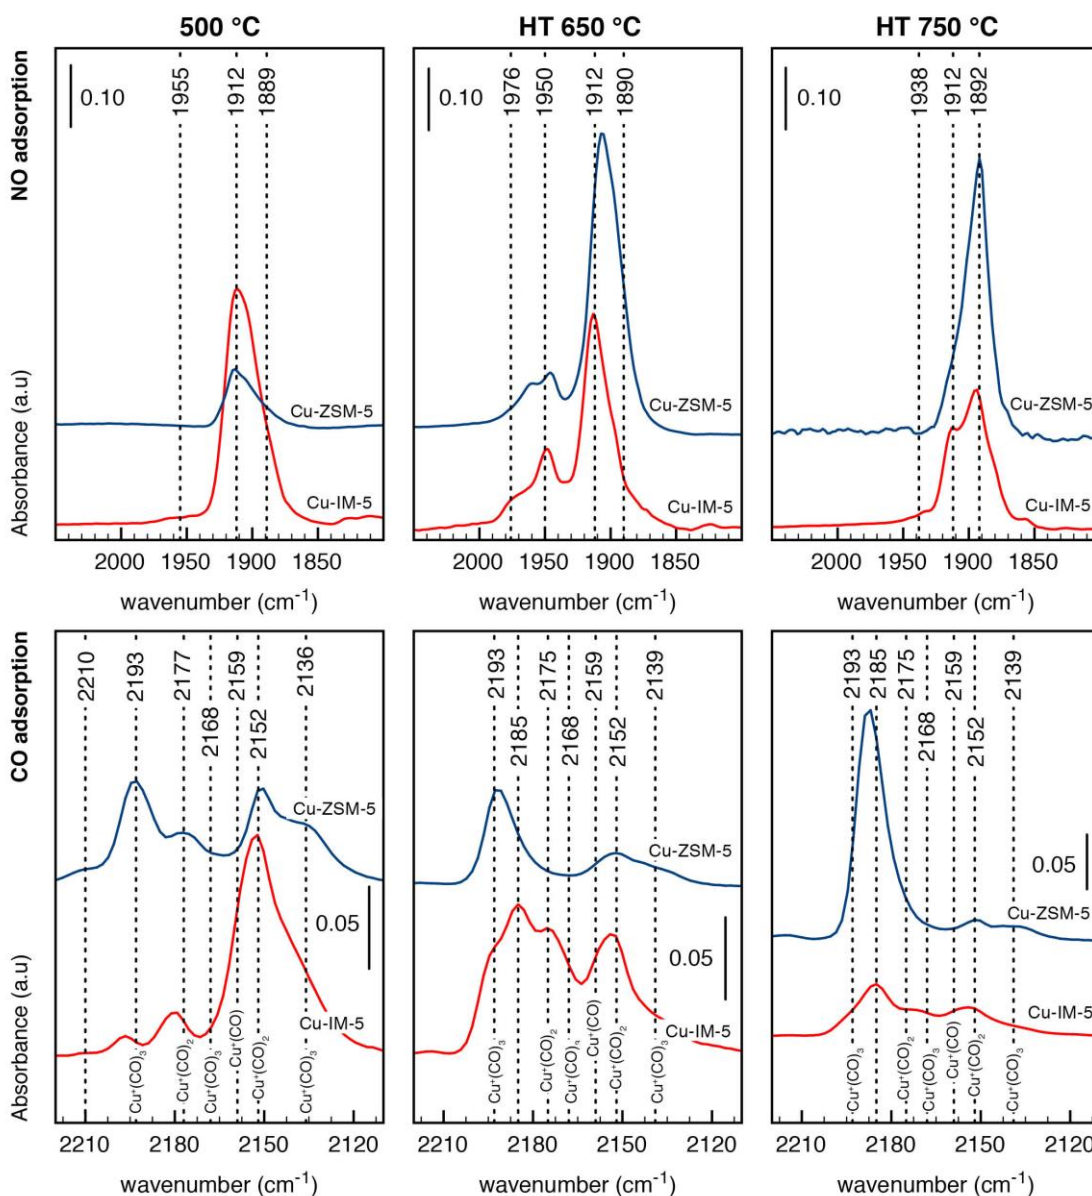 500 °C
HT 650 °C
HT 750 °C
NO adsorption
Absorbance (a.u)
0.10
1955
1912
1889
Cu-ZSM-5
Cu-IM-5
2000 1950 1900 1850
wavenumber (cm⁻¹)
0.10
1976
1950
1912
1890
Cu-ZSM-5
Cu-IM-5
2000 1950 1900 1850
wavenumber (cm⁻¹)
0.10
1938
1912
1892
Cu-ZSM-5
Cu-IM-5
2000 1950 1900 1850
wavenumber (cm⁻¹)
CO adsorption
Absorbance (a.u)
2210
2193
2177
2168
2159
2152
2136
Cu-ZSM-5
0.05
Cu-IM-5
Cu⁺(CO)₃
Cu⁺(CO)₂
Cu⁺(CO)₃
Cu⁺(CO)
Cu⁺(CO)₂
Cu⁺(CO)₃
2210 2180 2150 2120
wavenumber (cm⁻¹)
2193
2185
2175
2168
2159
2152
2139
Cu-ZSM-5
0.05
Cu-IM-5
Cu⁺(CO)₃
Cu⁺(CO)₂
Cu⁺(CO)₃
Cu⁺(CO)
Cu⁺(CO)₂
Cu⁺(CO)₃
2210 2180 2150 2120
wavenumber (cm⁻¹)
2193
2185
2175
2168
2159
2152
2139
0.05
Cu-ZSM-5
Cu-IM-5
Cu⁺(CO)₃
Cu⁺(CO)₂
Cu⁺(CO)₃
Cu⁺(CO)
Cu⁺(CO)₂
Cu⁺(CO)₃
2210 2180 2150 2120
wavenumber (cm⁻¹)